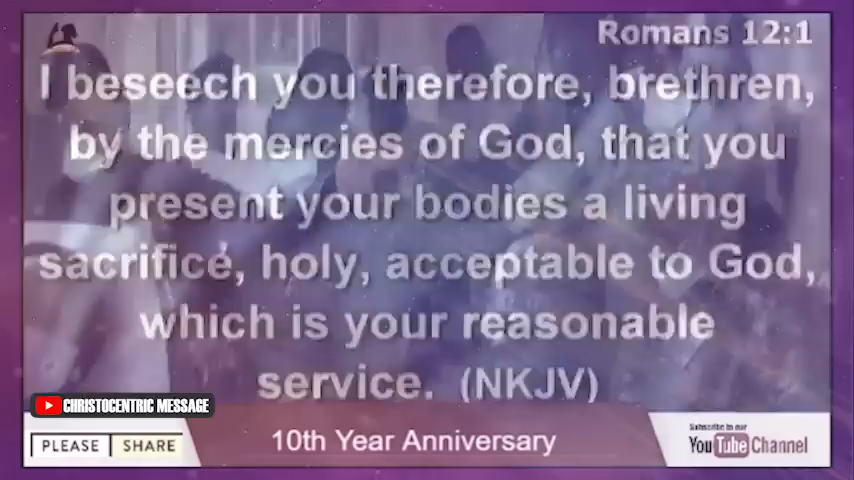 Romans 12:1
I beseech you therefore, brethren,
by the mercies of God, that you
present your bodies a living
sacrifice, holy, acceptable to God,
which is your reasonable
service. (NKJV)
CHRISTOCENTRIC MESSAGE
PLEASE SHARE
10th Year Anniversary
Subscribe to our
YouTube Channel